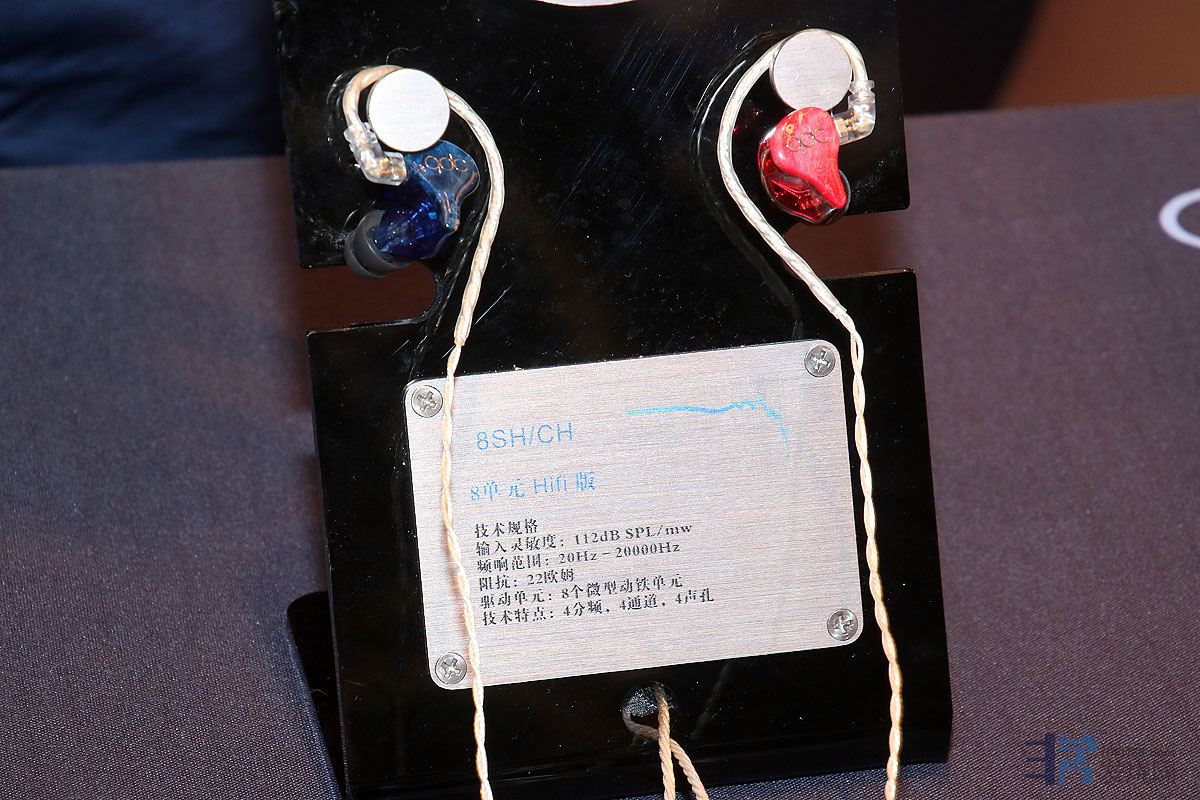 qdc
qdc
8SH/CH
8单元 Hifi 版
技术规格
输入灵敏度：112dB SPL/mw
频响范围：20Hz－20000Hz
阻抗：22欧姆
驱动单元：8个微型动铁单元
技术特点：4分频，4通道，4声孔